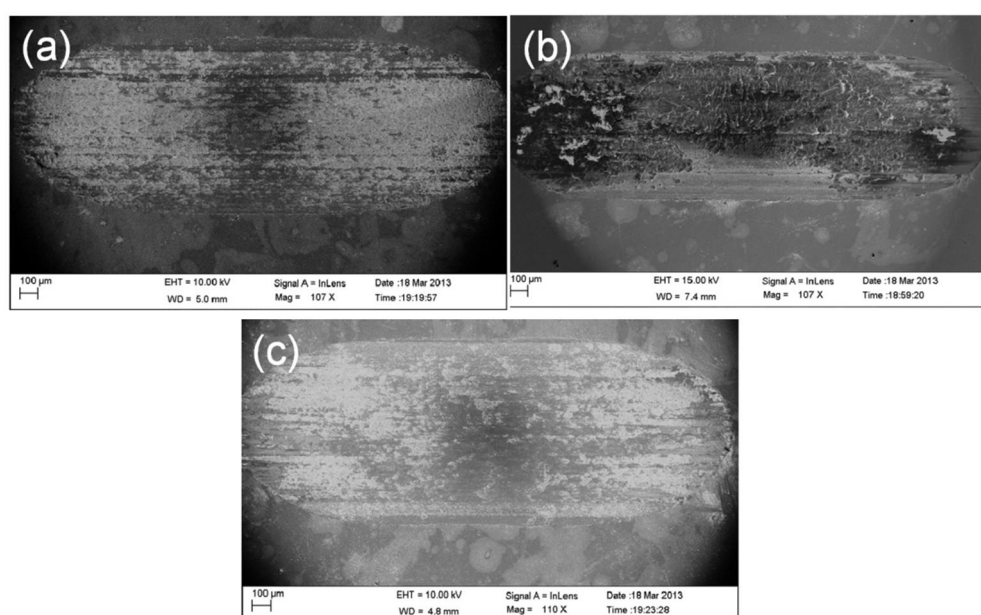 (a)
100 µm
EHT = 10.00 kV
WD = 5.0 mm
Signal A = InLens
Mag = 107 X
Date :18 Mar 2013
Time :19:19:57
(b)
100 µm
EHT = 15.00 kV
WD = 7.4 mm
Signal A = InLens
Mag = 107 X
Date :18 Mar 2013
Time :18:59:20
(c)
100 µm
EHT = 10.00 kV
WD = 4.8 mm
Signal A = InLens
Mag = 110 X
Date :18 Mar 2013
Time :19:23:28